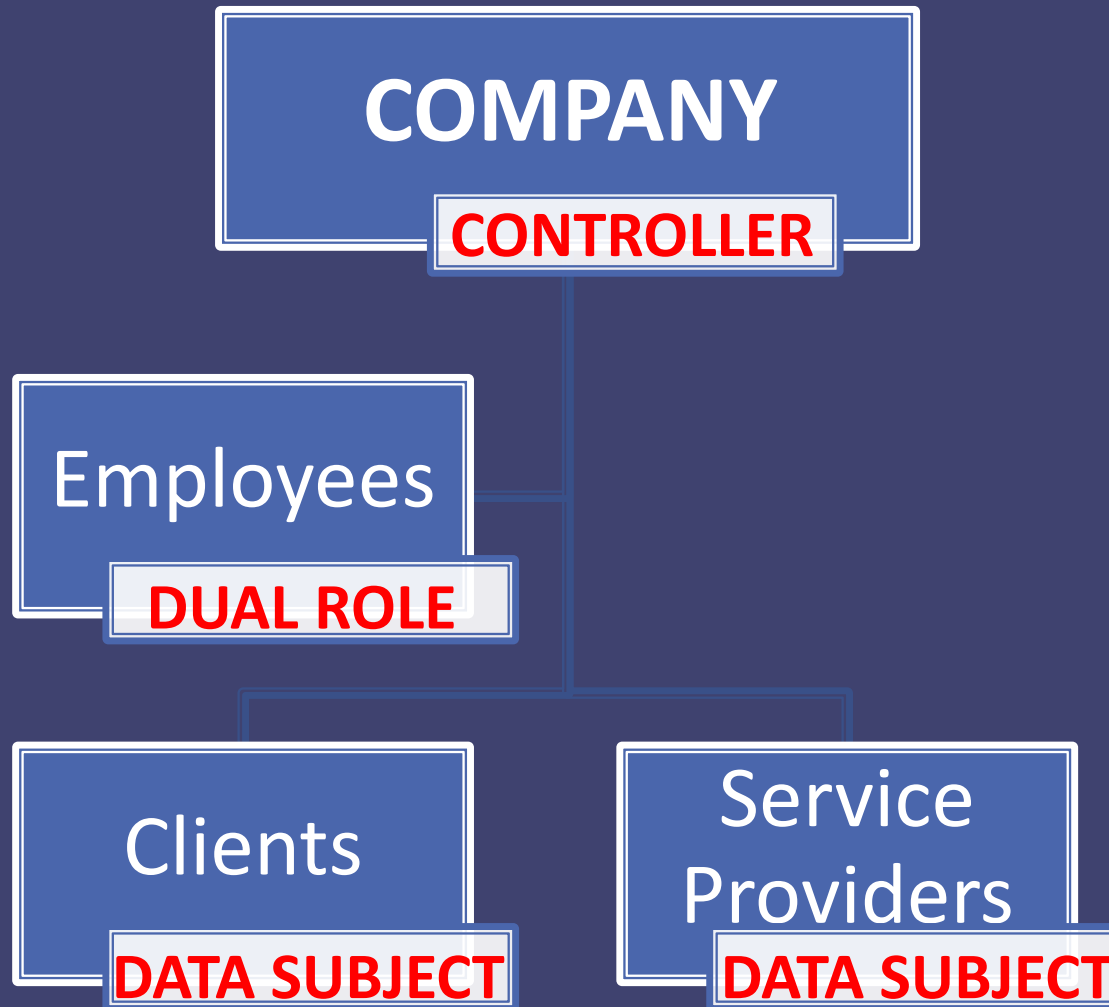 COMPANY
CONTROLLER
Employees
DUAL ROLE
Clients
DATA SUBJECT
Service
Providers
DATA SUBJECT